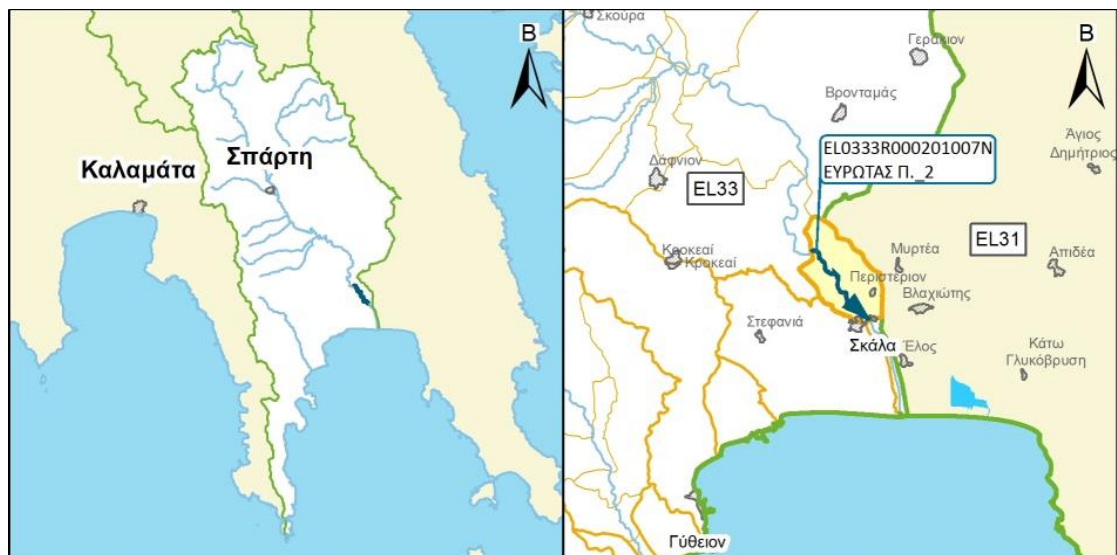 Β
Καλαμάτα
Σπάρτη
Σκούρα
Β
Γεράκιον
Βρονταμάς
Άγιος
Δημήτριος
EL0333R000201007N
ΕΥΡΩΤΑΣ Π._2
Δάφνιον
EL33
EL31
Κροκεαί
Κροκεαί
Μυρτέα
Απιδέα
Περιστέριον
Βλαχιώτης
Στεφανιά
Σκάλα
Έλος
Κάτω
Γλυκόβρυση
Γύθειον